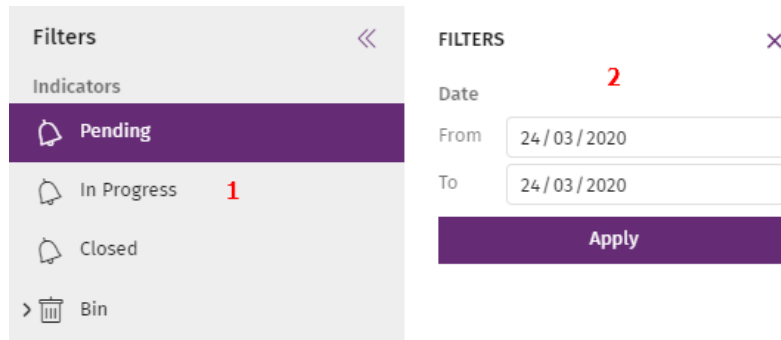 Filters
Indicators
Pending
In Progress 1
Closed
Bin
FILTERS
2
Date
From 24/03/2020
To 24/03/2020
Apply